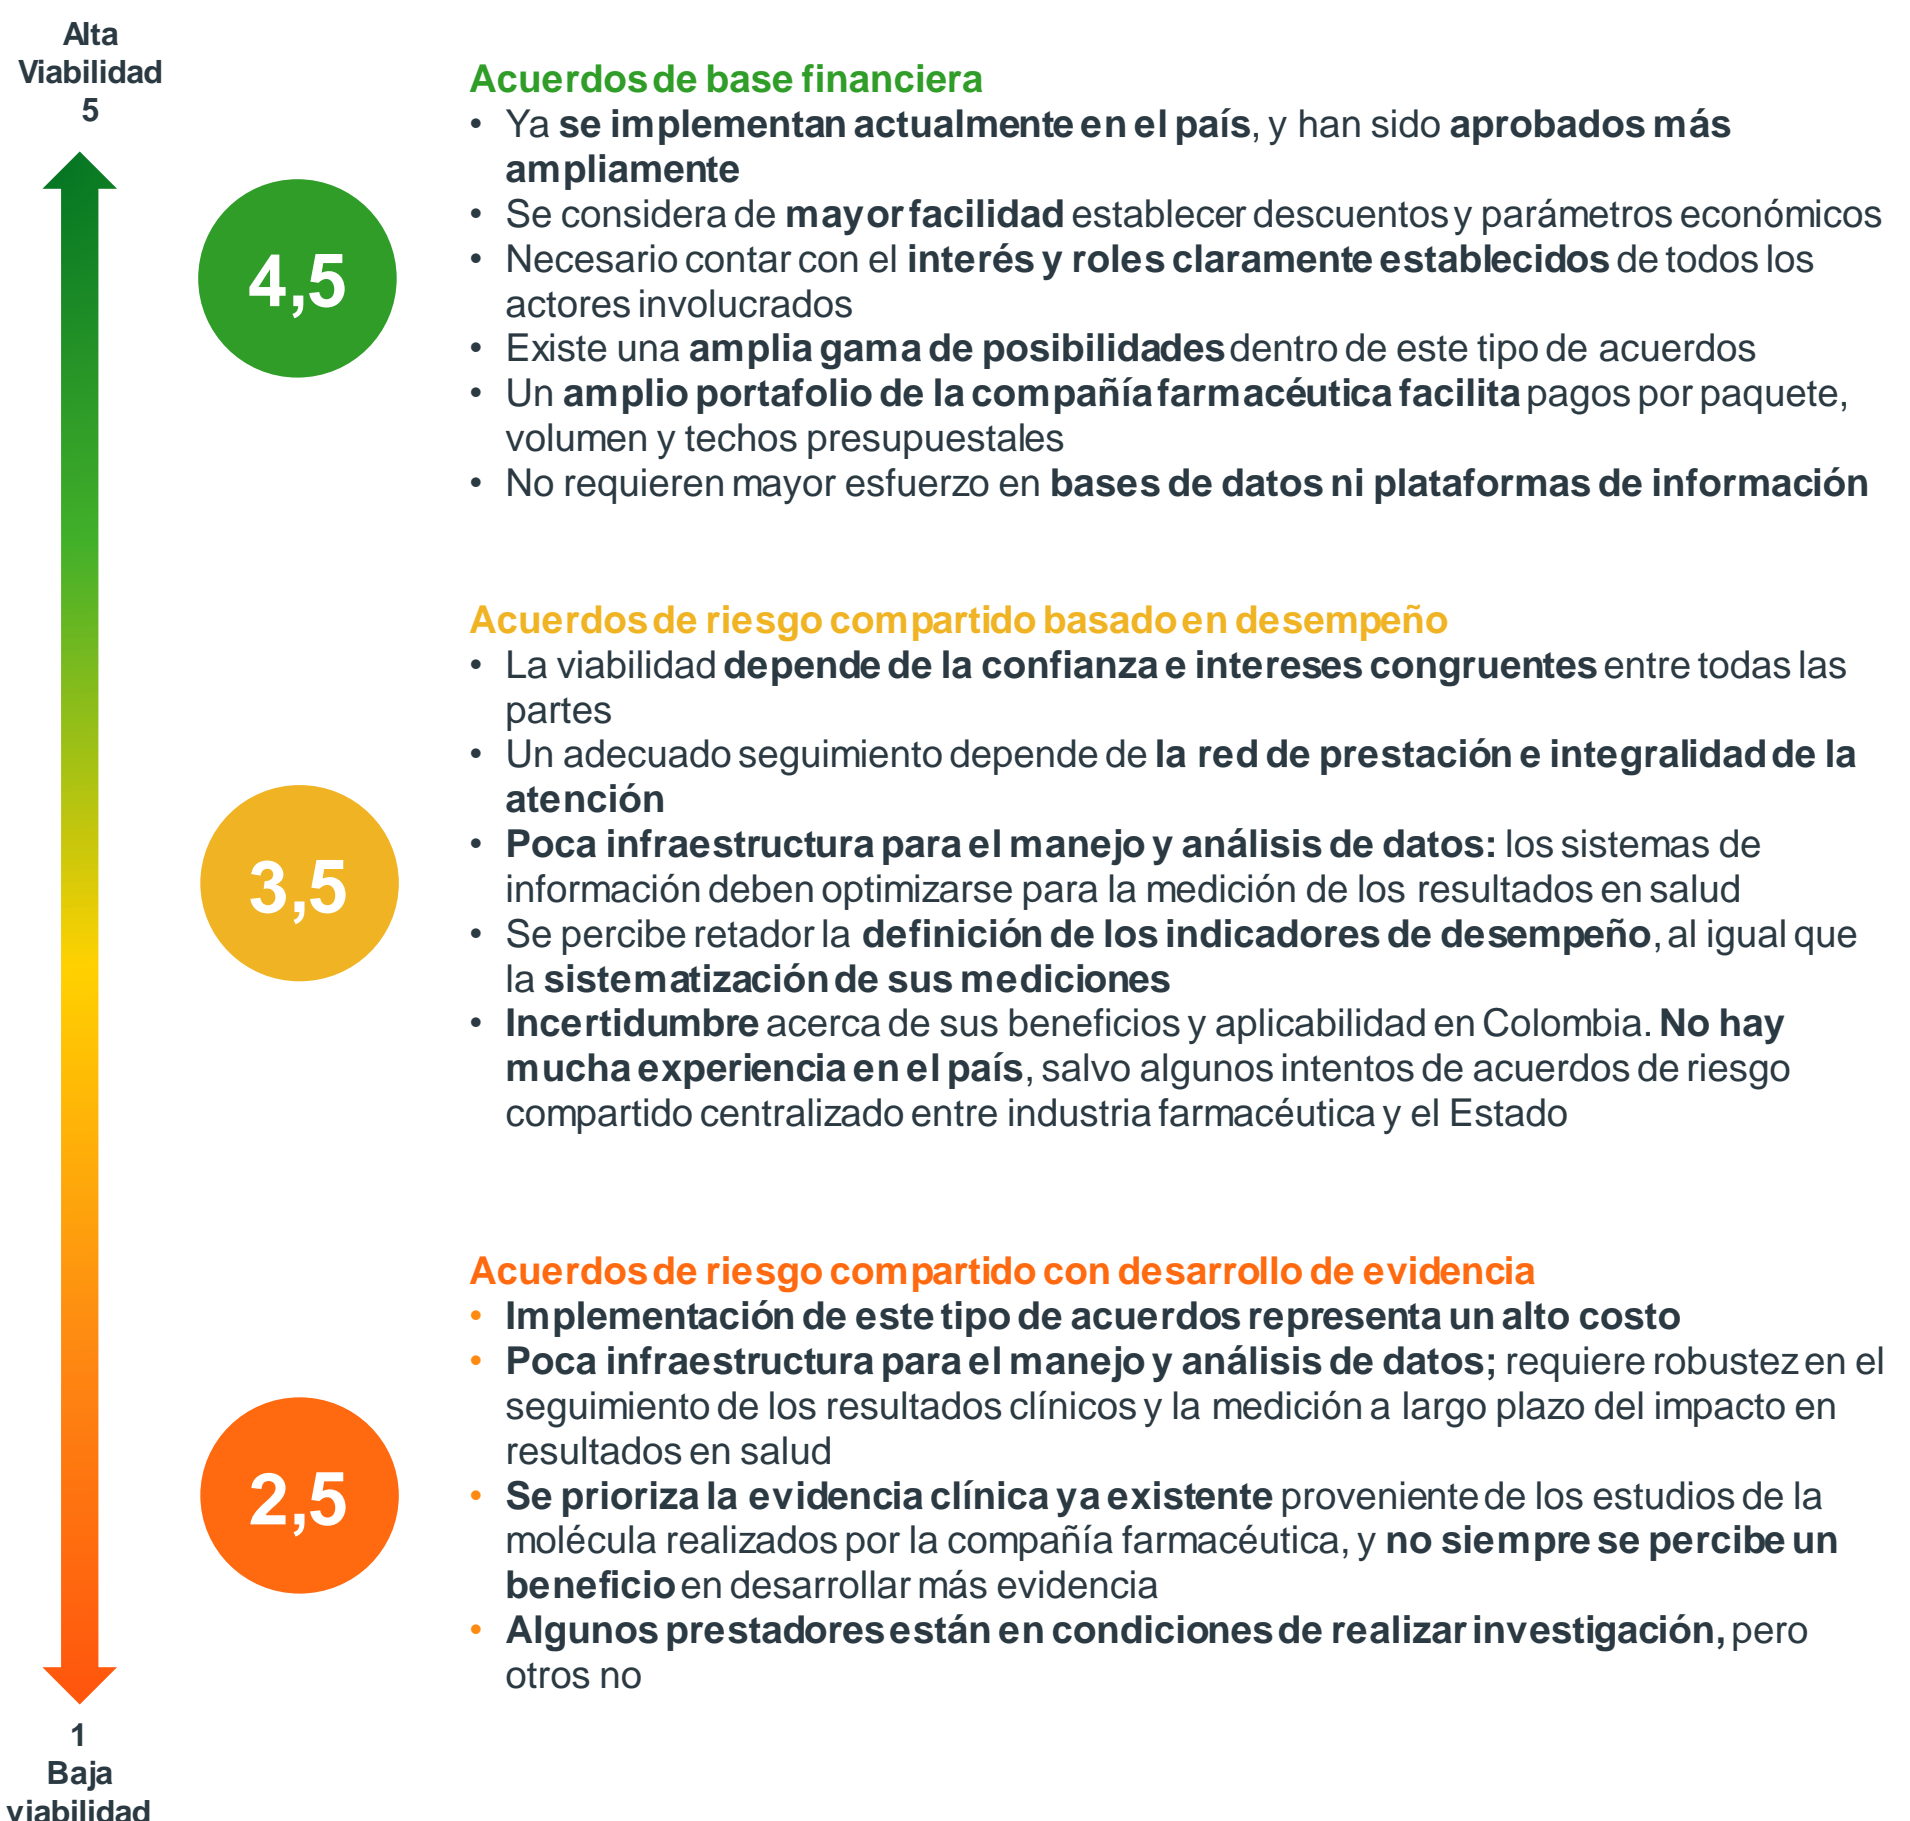 Alta
Viabilidad
5
Acuerdos de base financiera
• Ya se implementan actualmente en el país, y han sido aprobados más
ampliamente
• Se considera de mayor facilidad establecer descuentos y parámetros económicos
• Necesario contar con el interés y roles claramente establecidos de todos los
actores involucrados
• Existe una amplia gama de posibilidades dentro de este tipo de acuerdos
• Un amplio portafolio de la compañía farmacéutica facilita pagos por paquete,
volumen y techos presupuestales
• No requieren mayor esfuerzo en bases de datos ni plataformas de información
4,5
Acuerdos de riesgo compartido basado en desempeño
• La viabilidad depende de la confianza e intereses congruentes entre todas las
partes
• Un adecuado seguimiento depende de la red de prestación e integralidad de la
atención
• Poca infraestructura para el manejo y análisis de datos: los sistemas de
información deben optimizarse para la medición de los resultados en salud
• Se percibe retador la definición de los indicadores de desempeño, al igual que
la sistematización de sus mediciones
• Incertidumbre acerca de sus beneficios y aplicabilidad en Colombia. No hay
mucha experiencia en el país, salvo algunos intentos de acuerdos de riesgo
compartido centralizado entre industria farmacéutica y el Estado
3,5
Acuerdos de riesgo compartido con desarrollo de evidencia
• Implementación de este tipo de acuerdos representa un alto costo
• Poca infraestructura para el manejo y análisis de datos; requiere robustez en el
seguimiento de los resultados clínicos y la medición a largo plazo del impacto en
resultados en salud
• Se prioriza la evidencia clínica ya existente proveniente de los estudios de la
molécula realizados por la compañía farmacéutica, y no siempre se percibe un
beneficio en desarrollar más evidencia
• Algunos prestadores están en condiciones de realizar investigación, pero
otros no
2,5
1
Baja
viabilidad